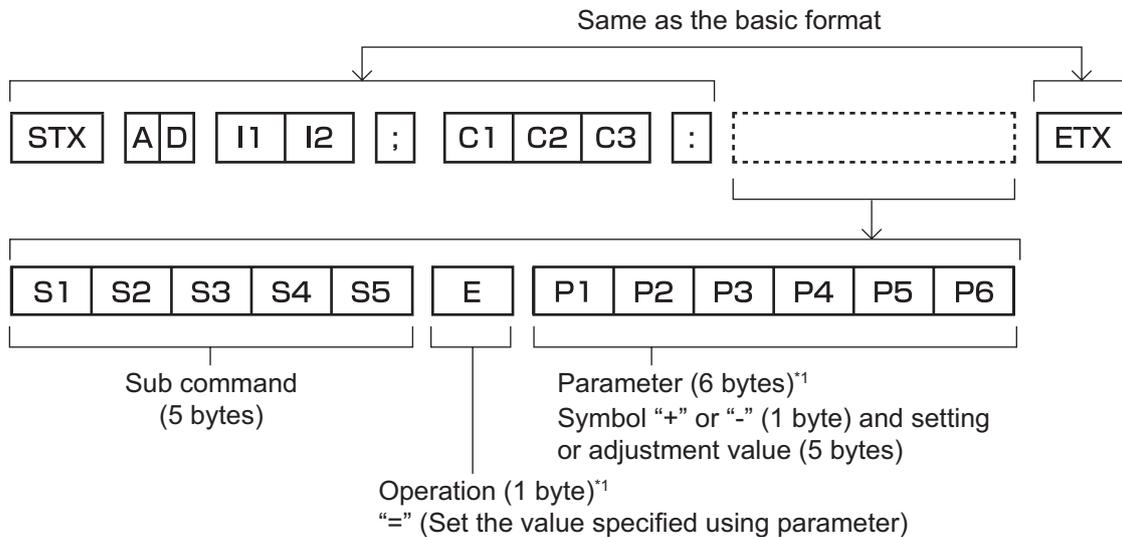 Same as the basic format
STX AD I1 I2 ; C1 C2 C3 : ETX
S1 S2 S3 S4 S5 E P1 P2 P3 P4 P5 P6
Sub command
(5 bytes)
Parameter (6 bytes)*1
Symbol “+” or “-” (1 byte) and setting
or adjustment value (5 bytes)
Operation (1 byte)*1
“=” (Set the value specified using parameter)